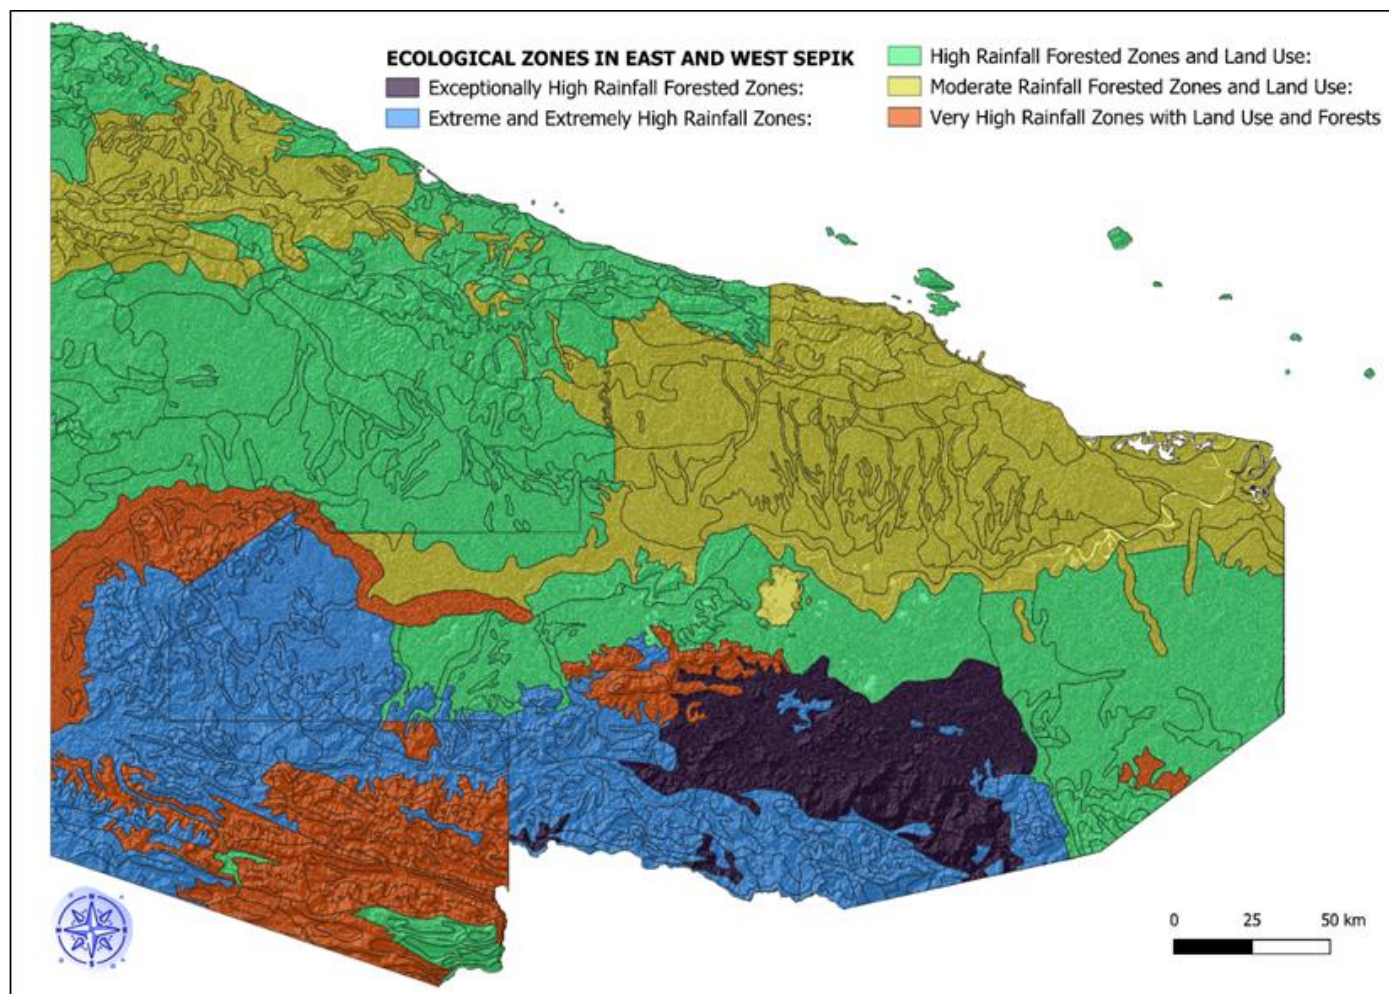 ECOLOGICAL ZONES IN EAST AND WEST SEPIK
Exceptionally High Rainfall Forested Zones:
Extreme and Extremely High Rainfall Zones:
High Rainfall Forested Zones and Land Use:
Moderate Rainfall Forested Zones and Land Use:
Very High Rainfall Zones with Land Use and Forests
0 25 50 km